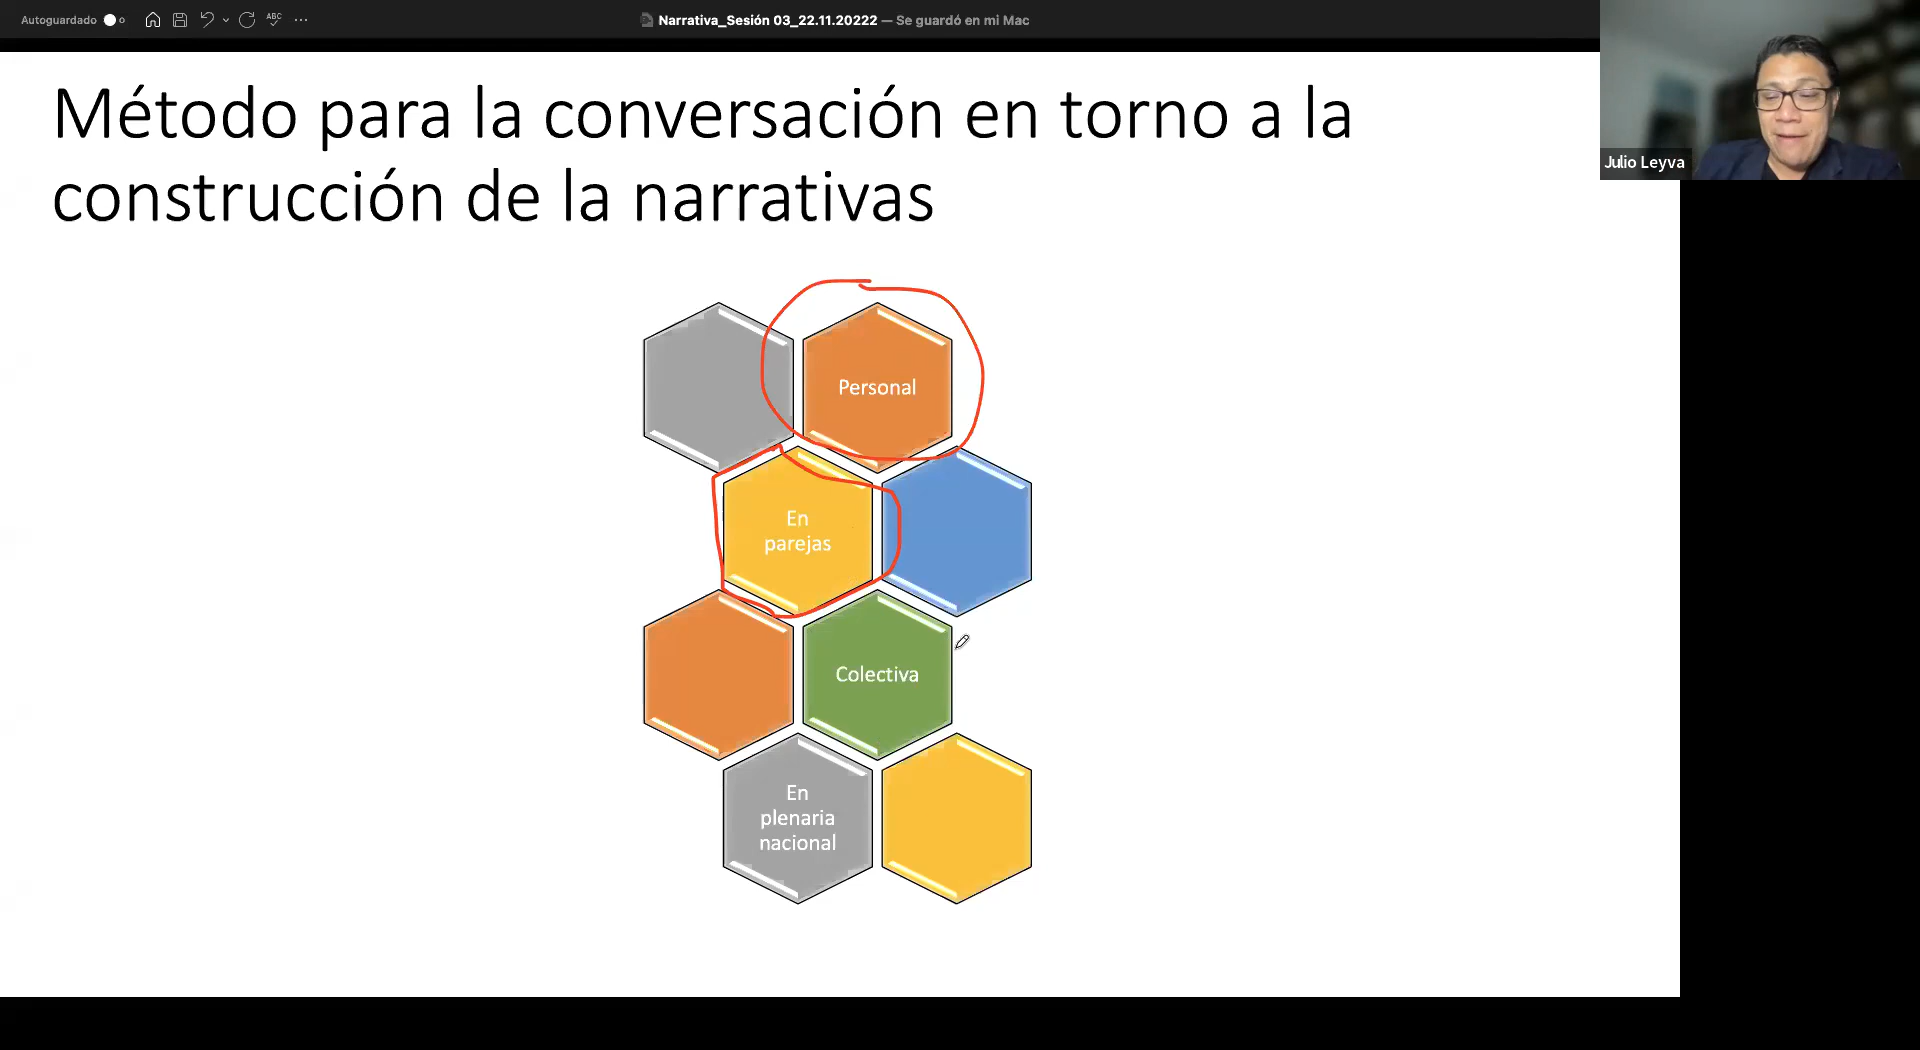 Autoguardado
ABC
Narrativa_Sesión 03_22.11.20222 — Se guardó en mi Mac
Julio Leyva
Método para la conversación en torno a la
construcción de la narrativas
Personal
En
parejas
Colectiva
En
plenaria
nacional